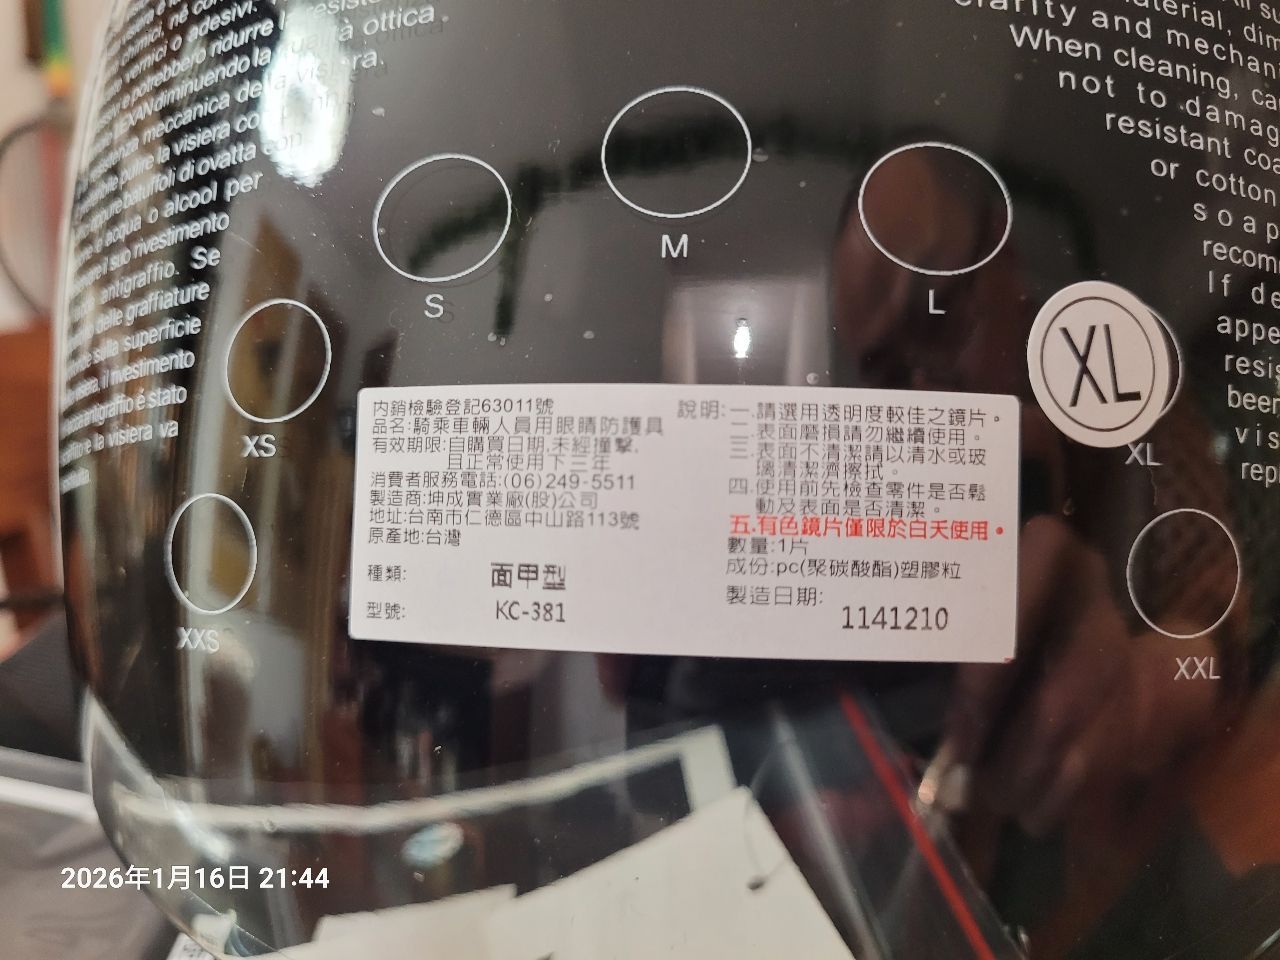 né co
o adesivi.
potrebbero ridurre la resiste
LEXAN diminuendo la qualità ottica.
resistenza meccanica della visiera.
pulire la visiera con
batuffoli di ovatta con
acqua o alcool per
il suo rivestimento
antigraffio. Se
delle graffiature
sulla superficie
visiera, il rivestimento
antigraffio è stato
la visiera va
clarity and mechani
When cleaning, ca
not to damag
resistant coa
or cotton
soap
recom
If de
appe
resis
been
vis
repl
M
S
L
XL
XL
XS
XXS
XXL
內銷檢驗登記63011號
品名:騎乘車輛人員用眼睛防護具
有效期限:自購買日期,未經撞擊,
且正常使用下三年
消費者服務電話:(06)249-5511
製造商:坤成實業廠(股)公司
地址:台南市仁德區中山路113號
原產地:台灣
種類: 面甲型
型號: KC-381
說明:一.請選用透明度較佳之鏡片。
二.表面磨損請勿繼續使用。
三.表面不清潔請以清水或玻
璃清潔濟擦拭。
四.使用前先檢查零件是否鬆
動及表面是否清潔。
五.有色鏡片僅限於白天使用。
數量:1片
成份:pc(聚碳酸酯)塑膠粒
製造日期: 1141210
2026年1月16日 21:44